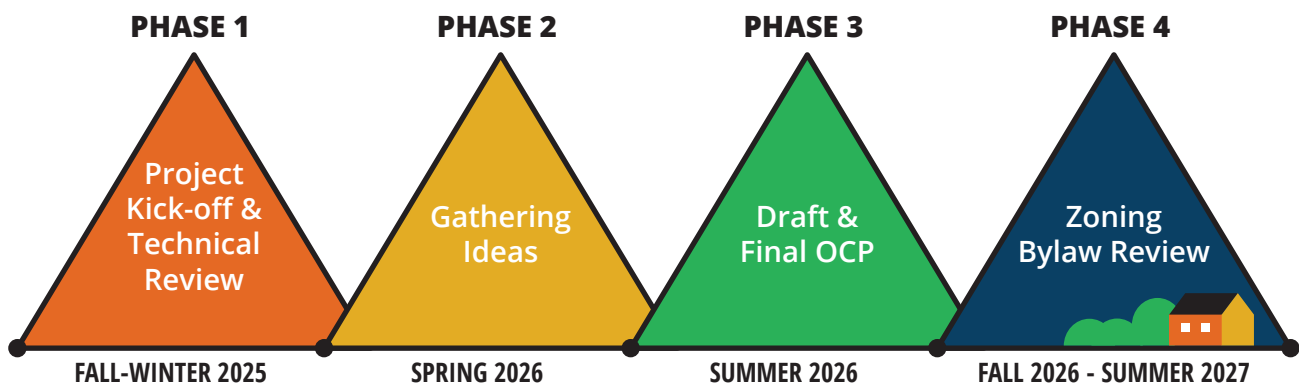 PHASE 1
PHASE 2
PHASE 3
PHASE 4
Project
Kick-off &
Technical
Review
Gathering
Ideas
Draft &
Final OCP
Zoning
Bylaw Review
FALL-WINTER 2025
SPRING 2026
SUMMER 2026
FALL 2026 - SUMMER 2027